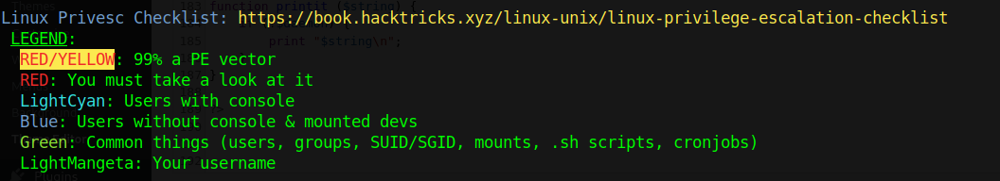 Linux Privesc Checklist: https://book.hacktricks.xyz/linux-unix/linux-privilege-escalation-checklist
LEGEND:
RED/YELLOW: 99% a PE vector
RED: You must take a look at it
LightCyan: Users with console
Blue: Users without console & mounted devs
Green: Common things (users, groups, SUID/SGID, mounts, .sh scripts, cronjobs)
LightMangeta: Your username
Themes
183 function printit ($string) {
185 print "$string\n";
Plugins